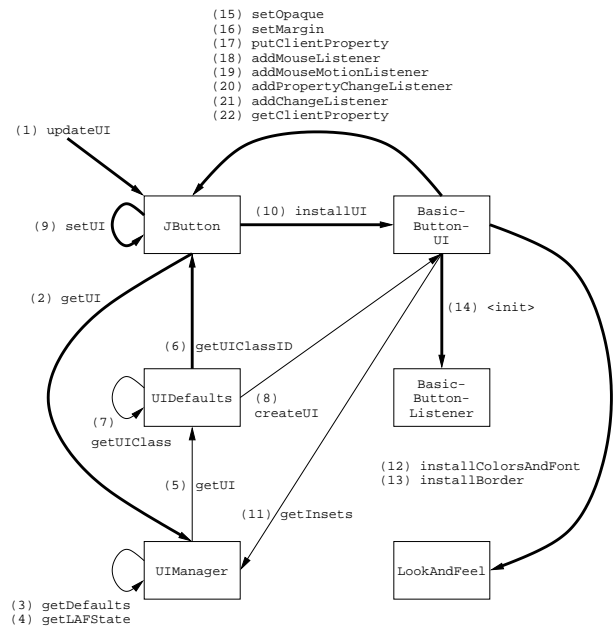 (15) setOpaque
(16) setMargin
(17) putClientProperty
(18) addMouseListener
(19) addMouseMotionListener
(20) addPropertyChangeListener
(21) addChangeListener
(22) getClientProperty
(1) updateUI
(9) setUI
JButton
(10) installUI
Basic-
Button-
UI
(2) getUI
(14) <init>
(6) getUIClassID
UIDefaults
(8)
createUI
Basic-
Button-
Listener
(7)
getUIClass
(12) installColorsAndFont
(13) installBorder
(5) getUI
(11) getInsets
UIManager
LookAndFeel
(3) getDefaults
(4) getLAFState